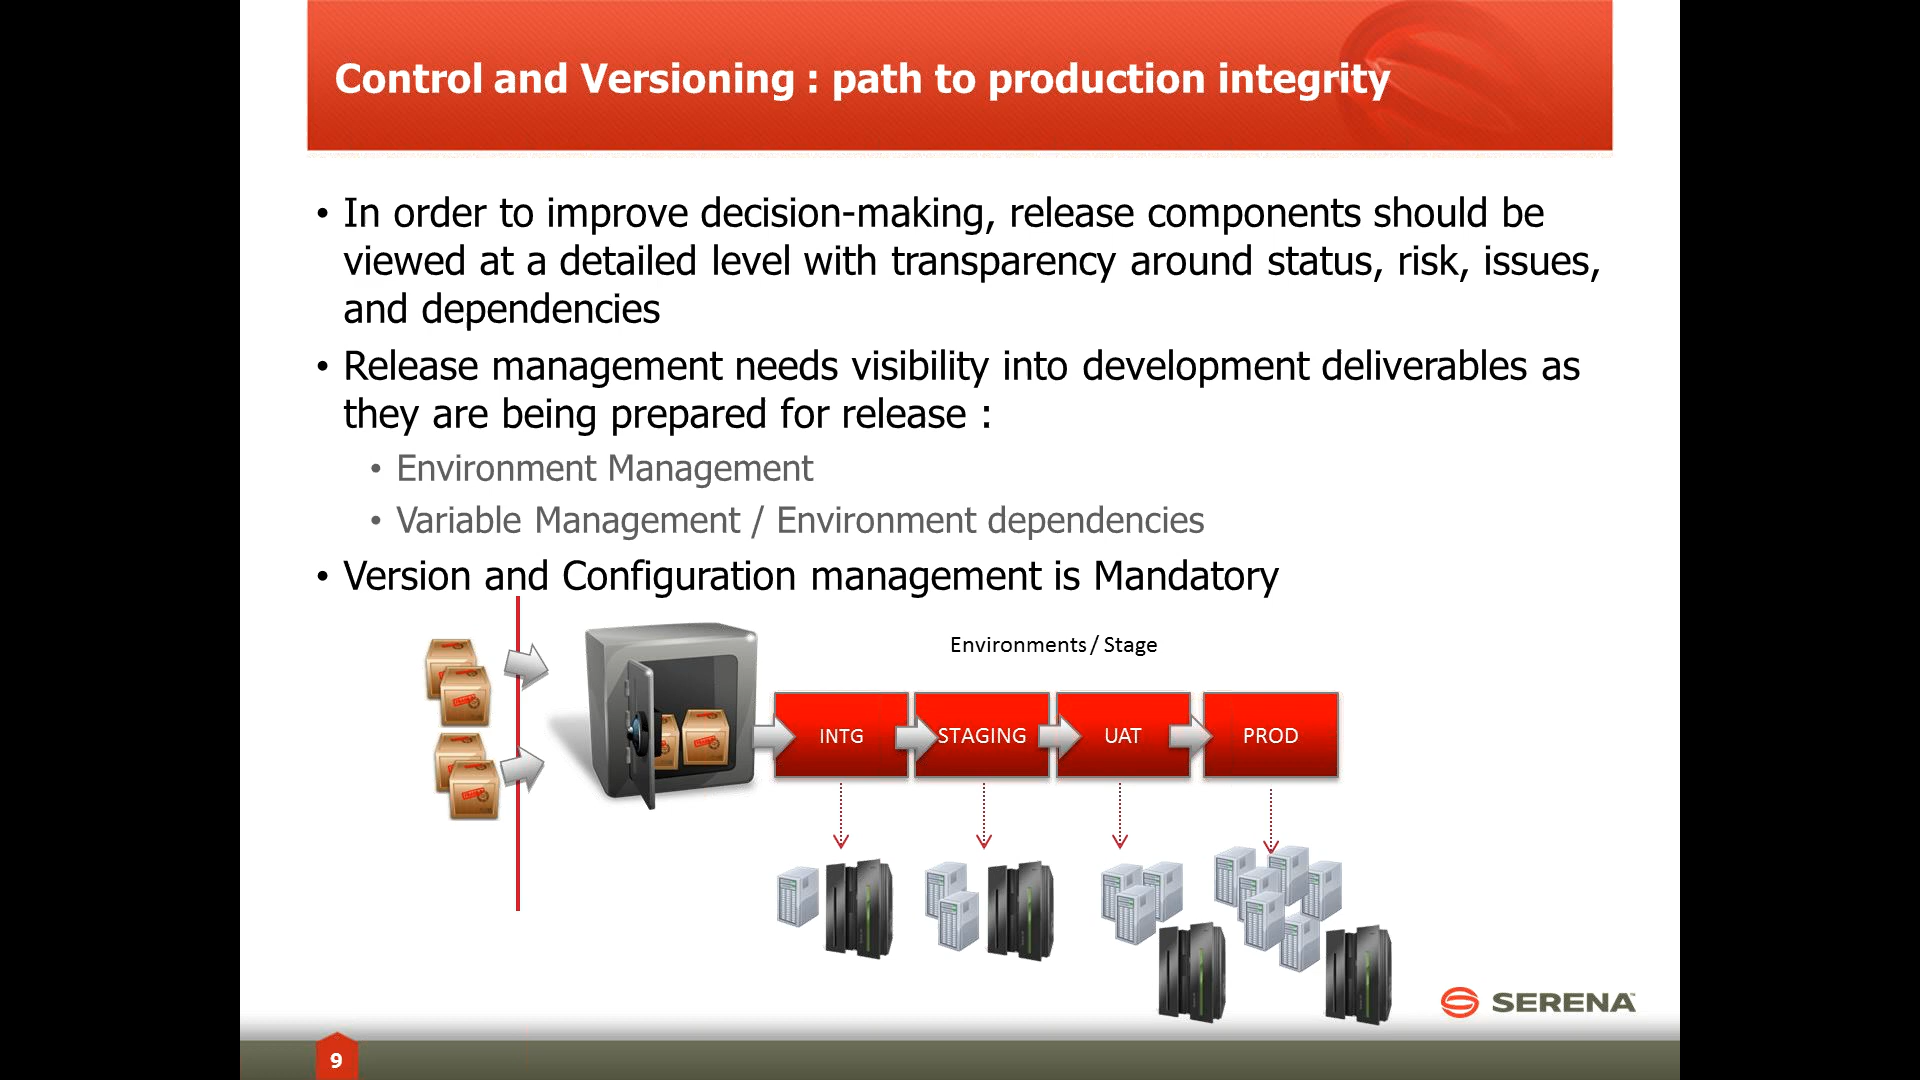 Control and Versioning : path to production integrity
• In order to improve decision-making, release components should be
viewed at a detailed level with transparency around status, risk, issues,
and dependencies
• Release management needs visibility into development deliverables as
they are being prepared for release :
• Environment Management
• Variable Management / Environment dependencies
• Version and Configuration management is Mandatory
Environments / Stage
INTG
STAGING
UAT
PROD
SERENA
9